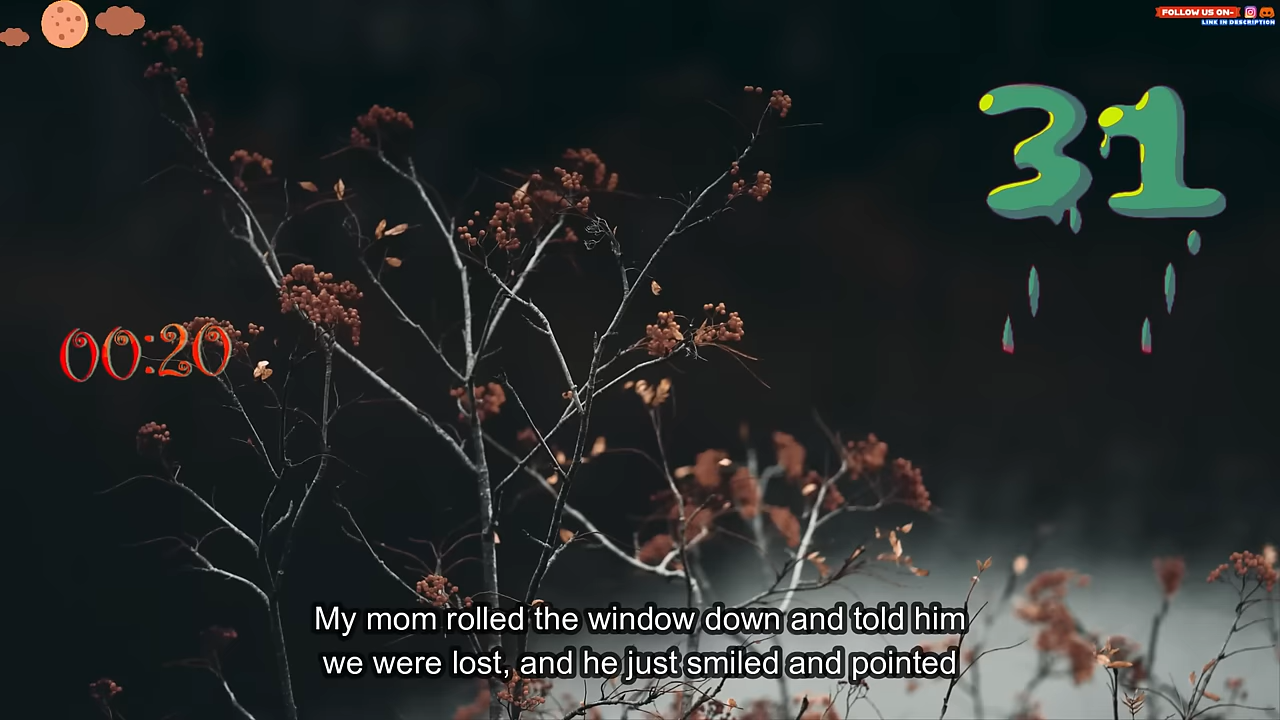 FOLLOW US ON-
LINK IN DESCRIPTION
31
00:20
My mom rolled the window down and told him
we were lost, and he just smiled and pointed